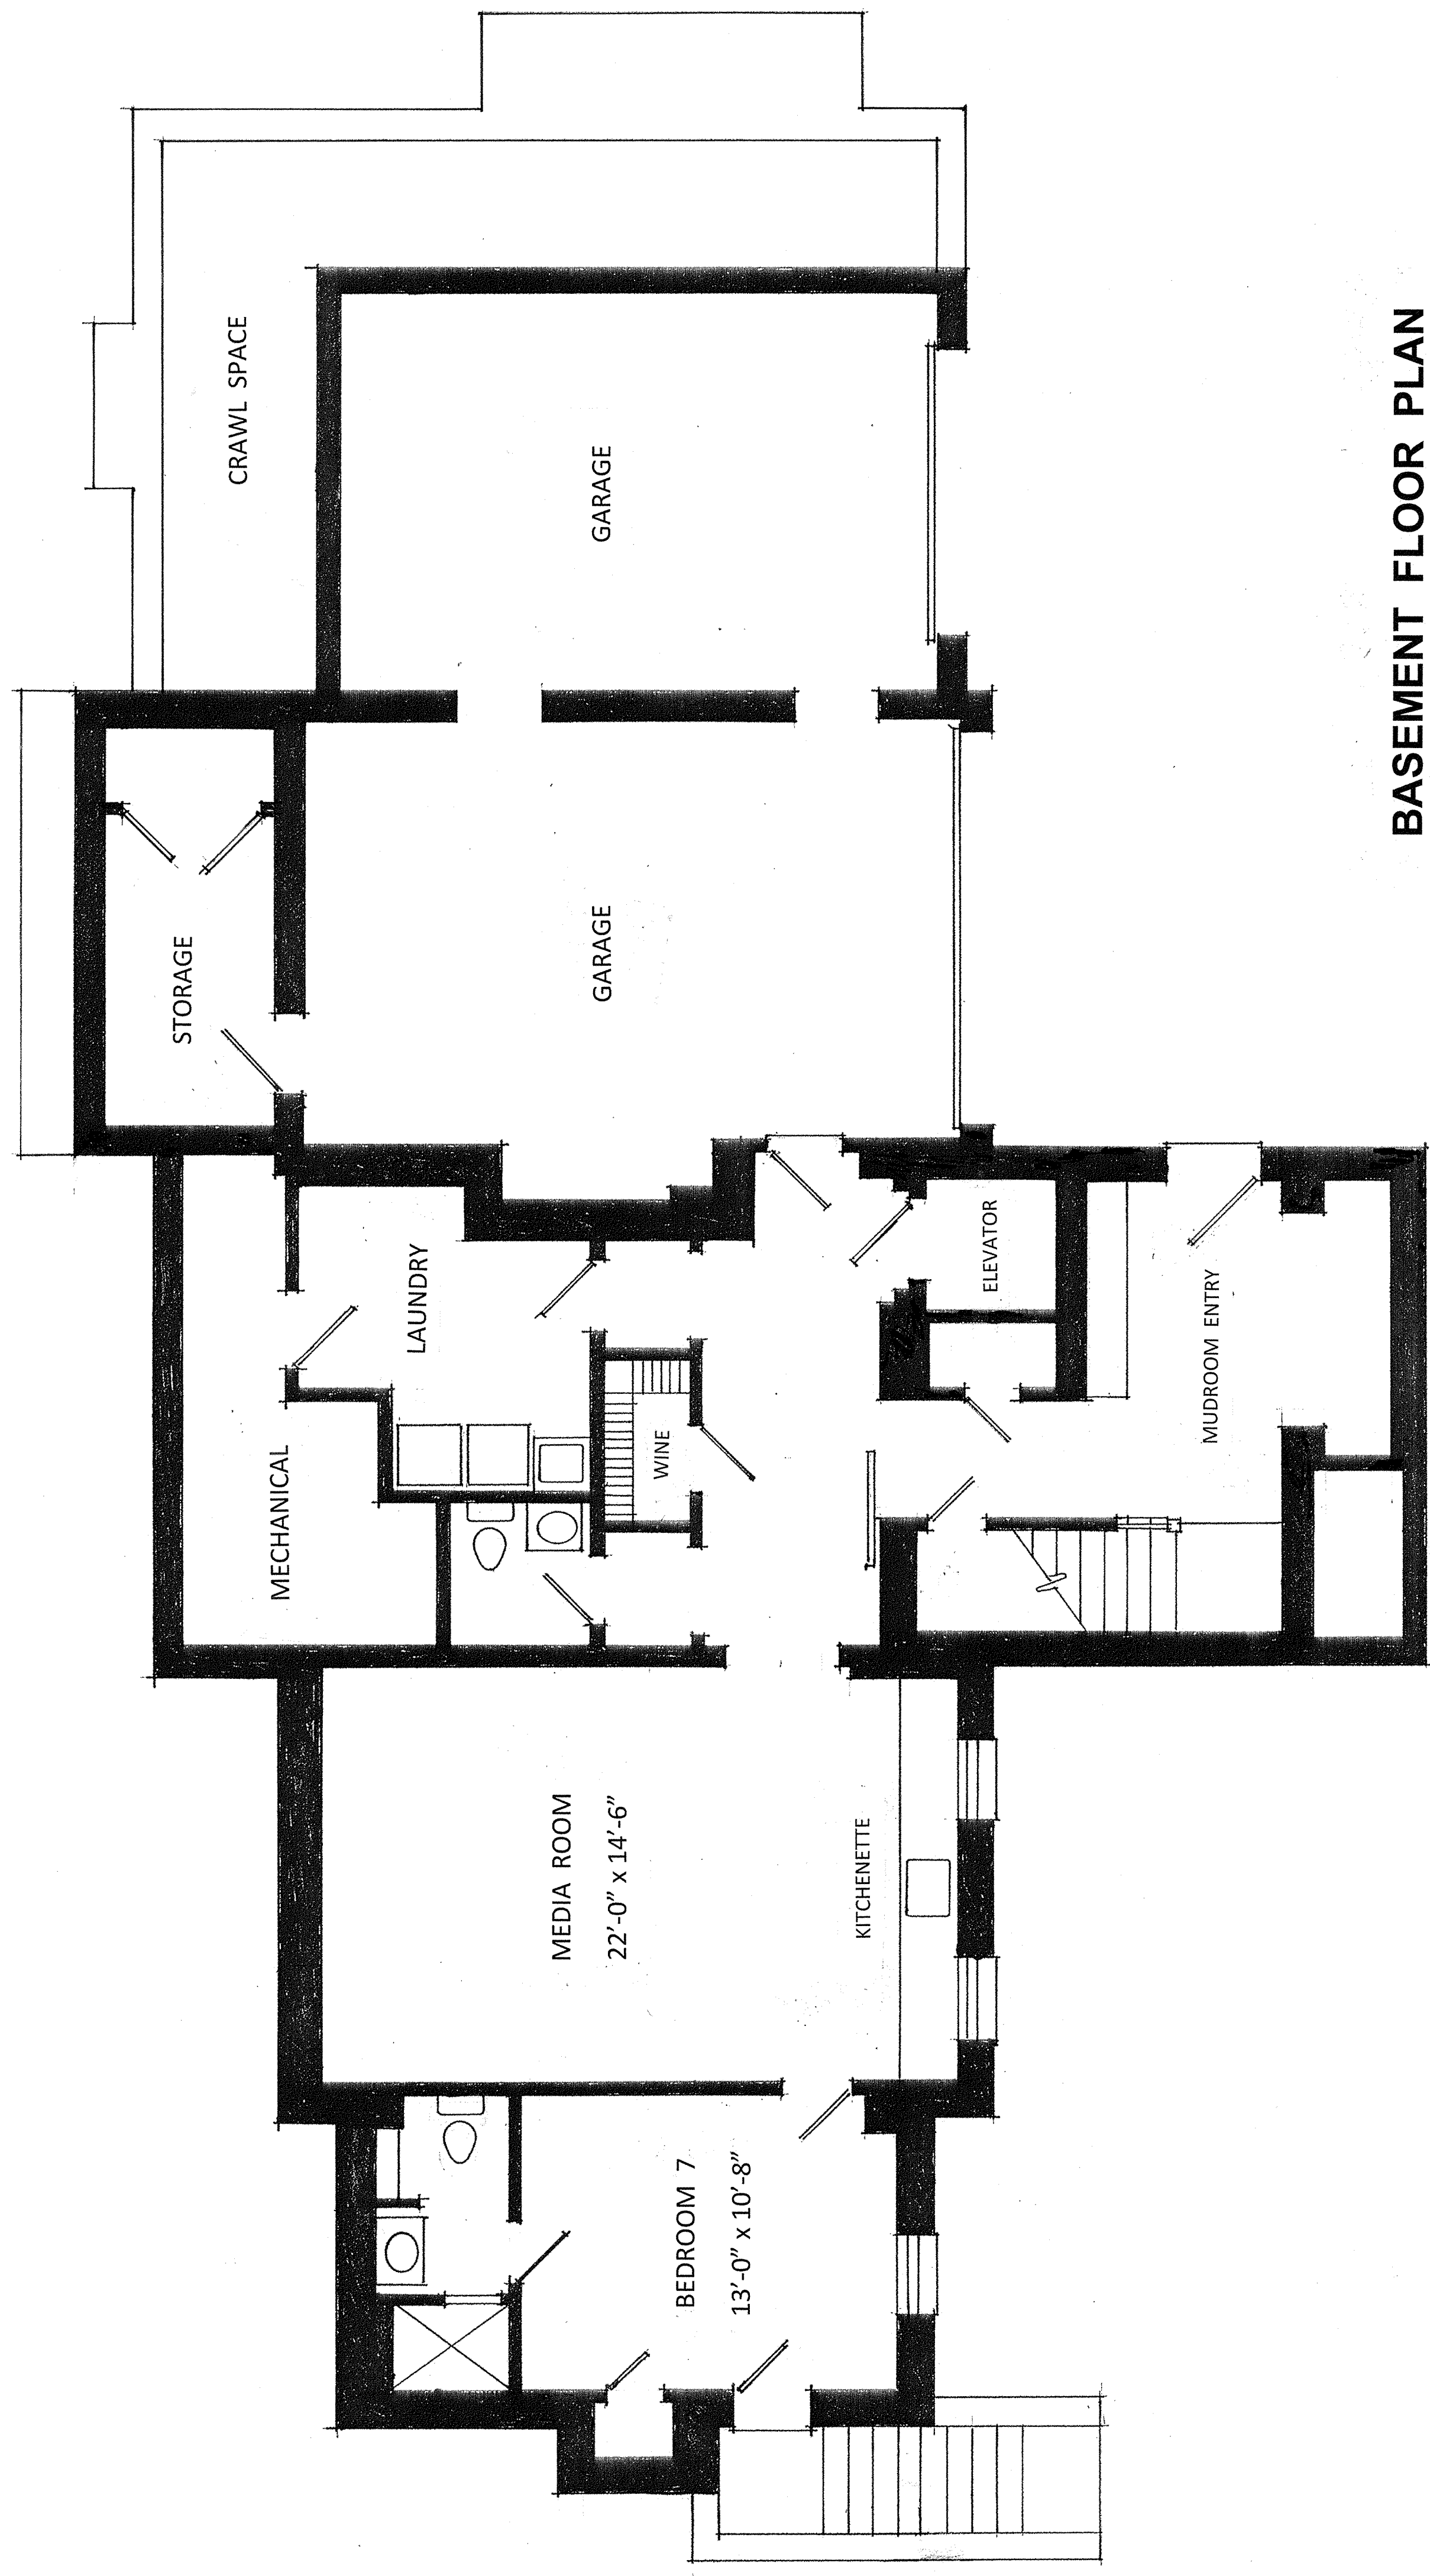 CRAWL SPACE
GARAGE
STORAGE
GARAGE
LAUNDRY
ELEVATOR
MUDROOM ENTRY
MECHANICAL
WINE
MEDIA ROOM
22'-0" x 14'-6"
KITCHENETTE
BEDROOM 7
13'-0" x 10'-8"
BASEMENT FLOOR PLAN